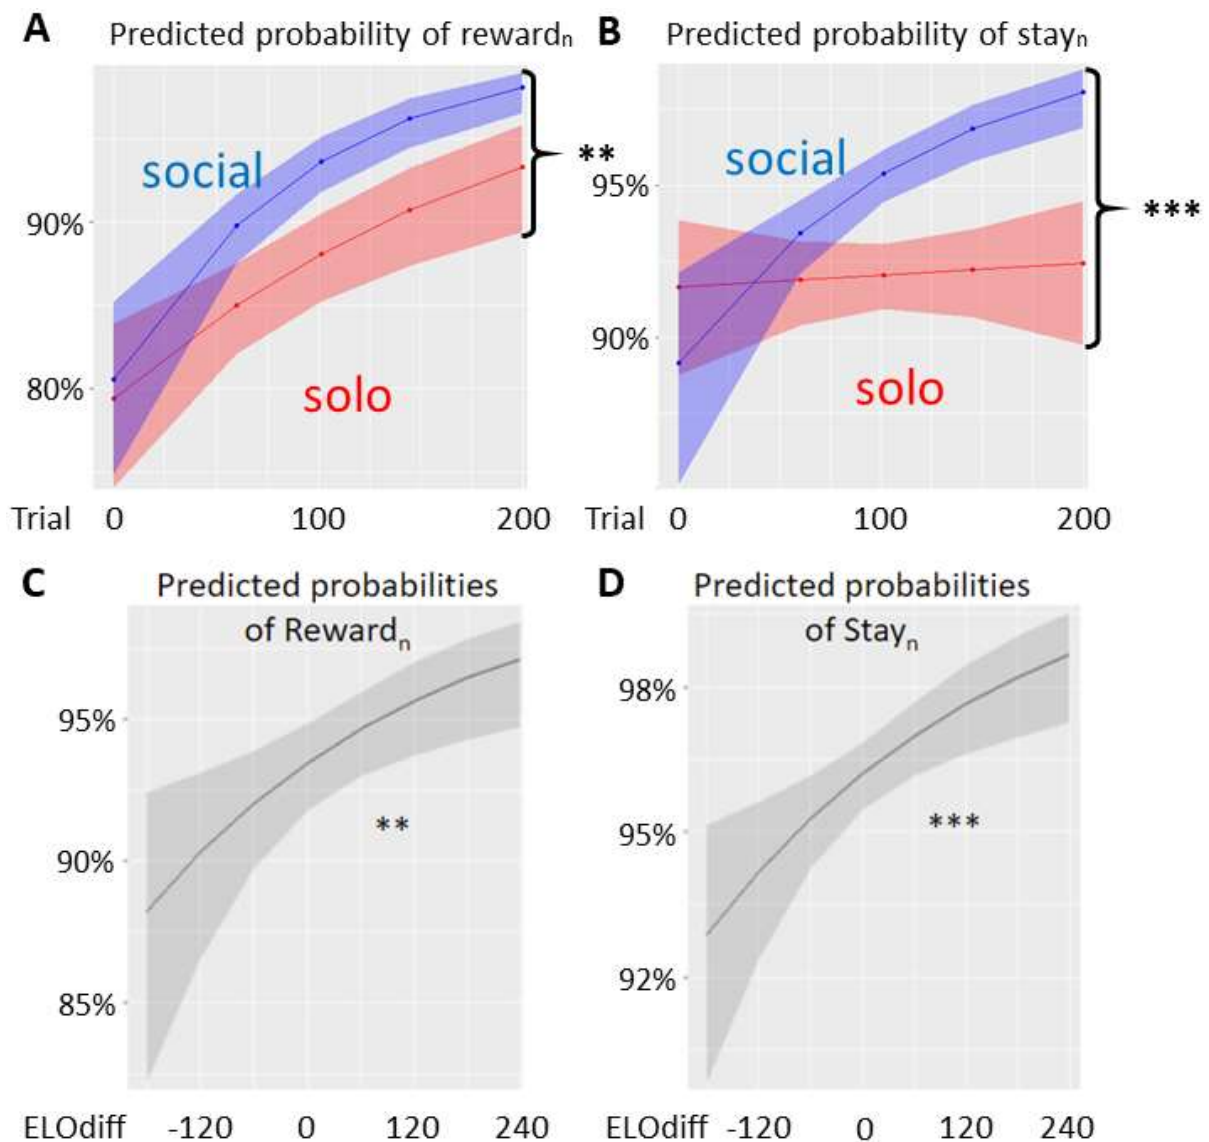 A Predicted probability of rewardₙ
B Predicted probability of stayₙ
social
90%
80%
solo
**
Trial 0 100 200
social
95%
90%
solo
***
Trial 0 100 200
C Predicted probabilities
of Rewardₙ
95%
90%
85%
**
ELOdiff -120 0 120 240
D Predicted probabilities
of Stayₙ
98%
95%
92%
***
ELOdiff -120 0 120 240